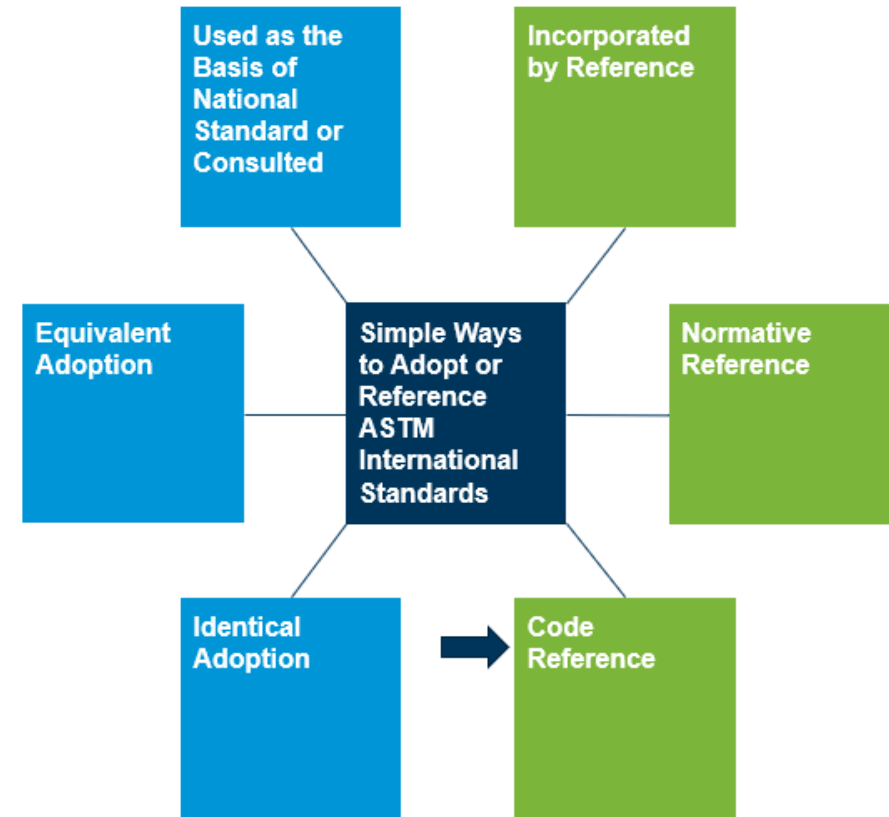 Used as the
Basis of
National
Standard or
Consulted
Incorporated
by Reference
Equivalent
Adoption
Simple Ways
to Adopt or
Reference
ASTM
International
Standards
Normative
Reference
Identical
Adoption
Code
Reference